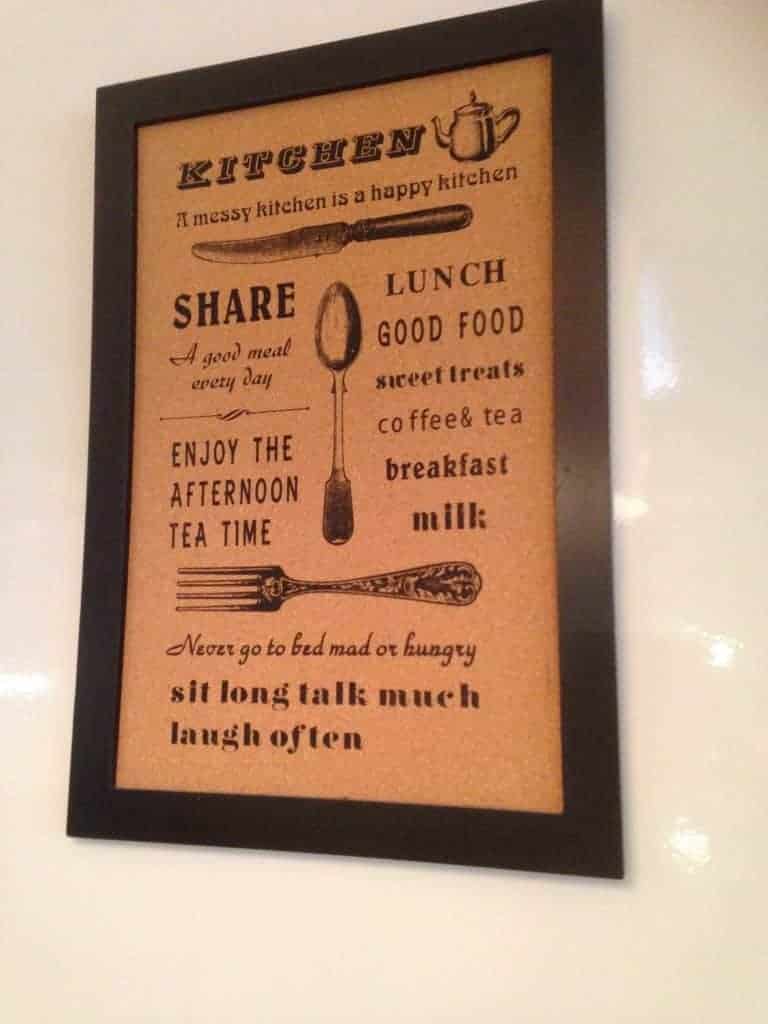 KITCHEN
A messy kitchen is a happy kitchen
SHARE
A good meal
every day
ENJOY THE
AFTERNOON
TEA TIME
LUNCH
GOOD FOOD
sweet treats
coffee& tea
breakfast
milk
Never go to bed mad or hungry
sit long talk much
laugh often